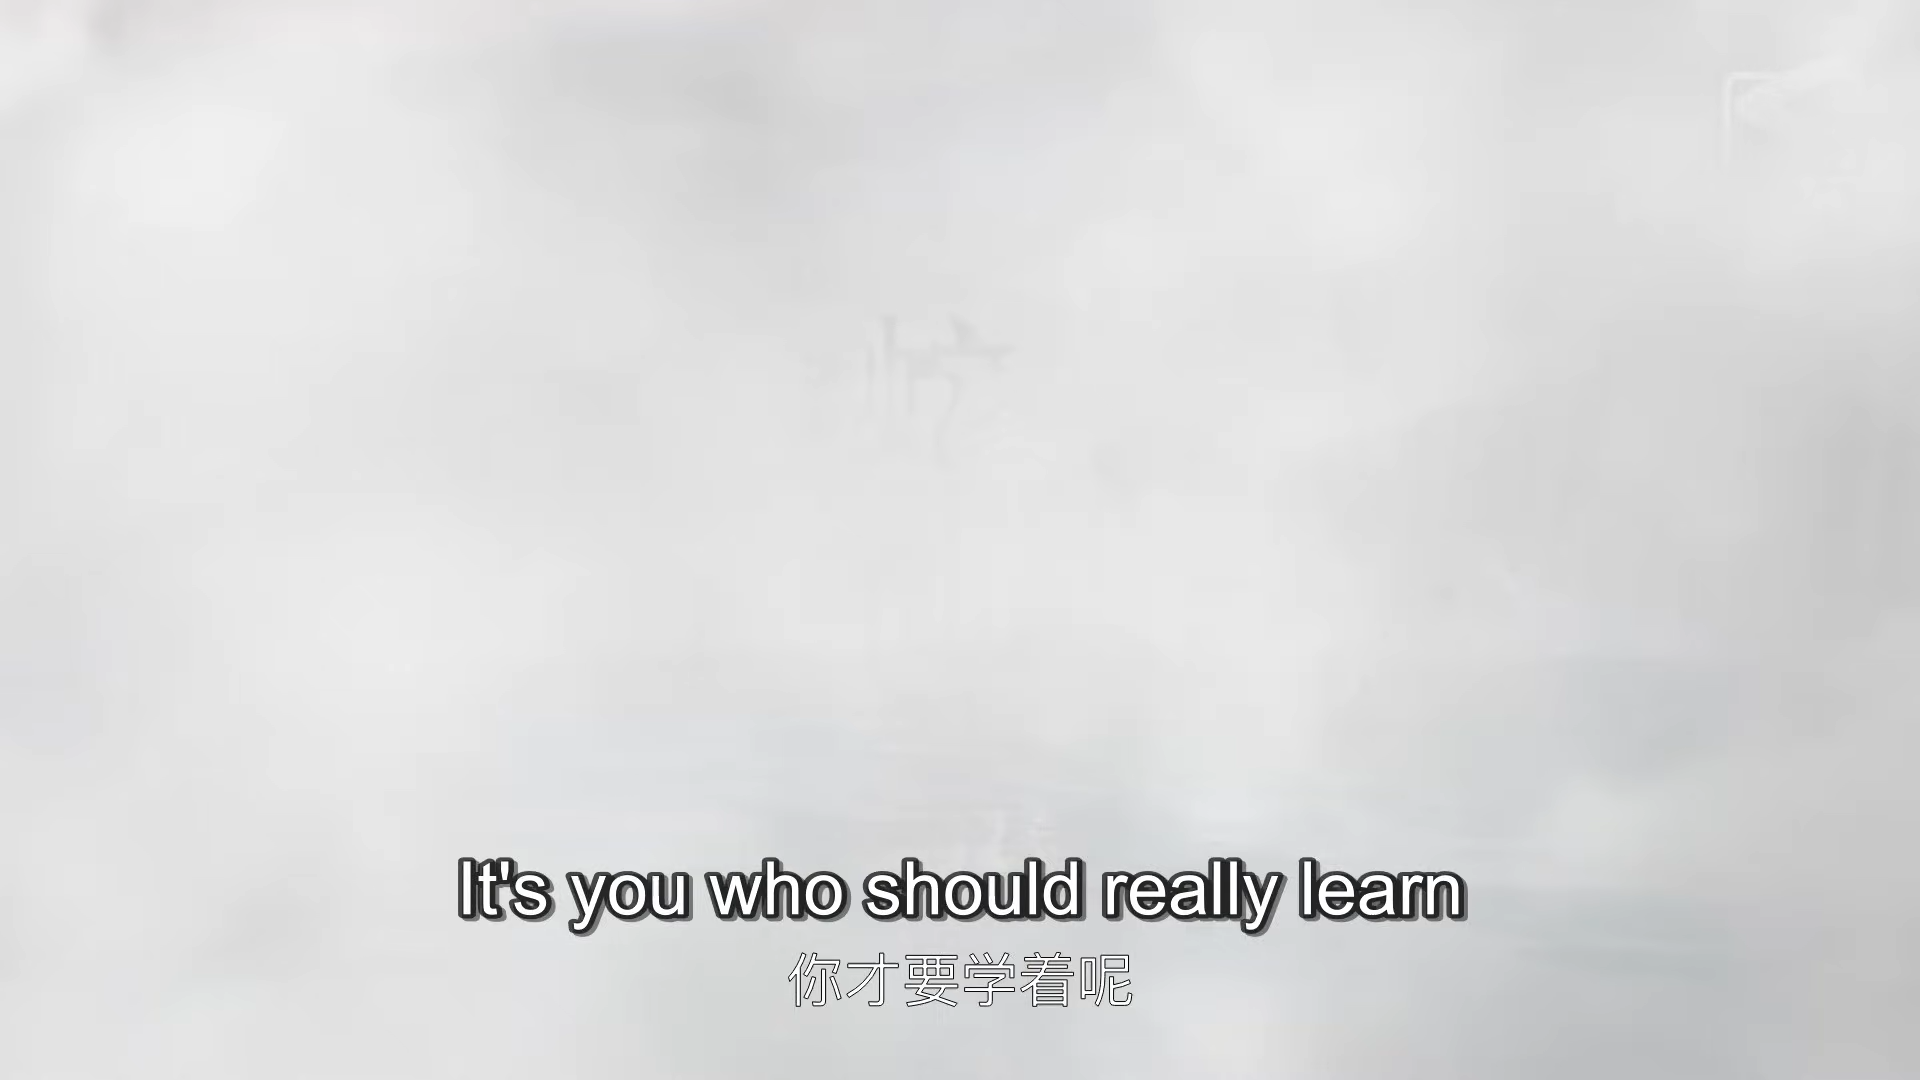 It's you who should really learn
你才要学着呢